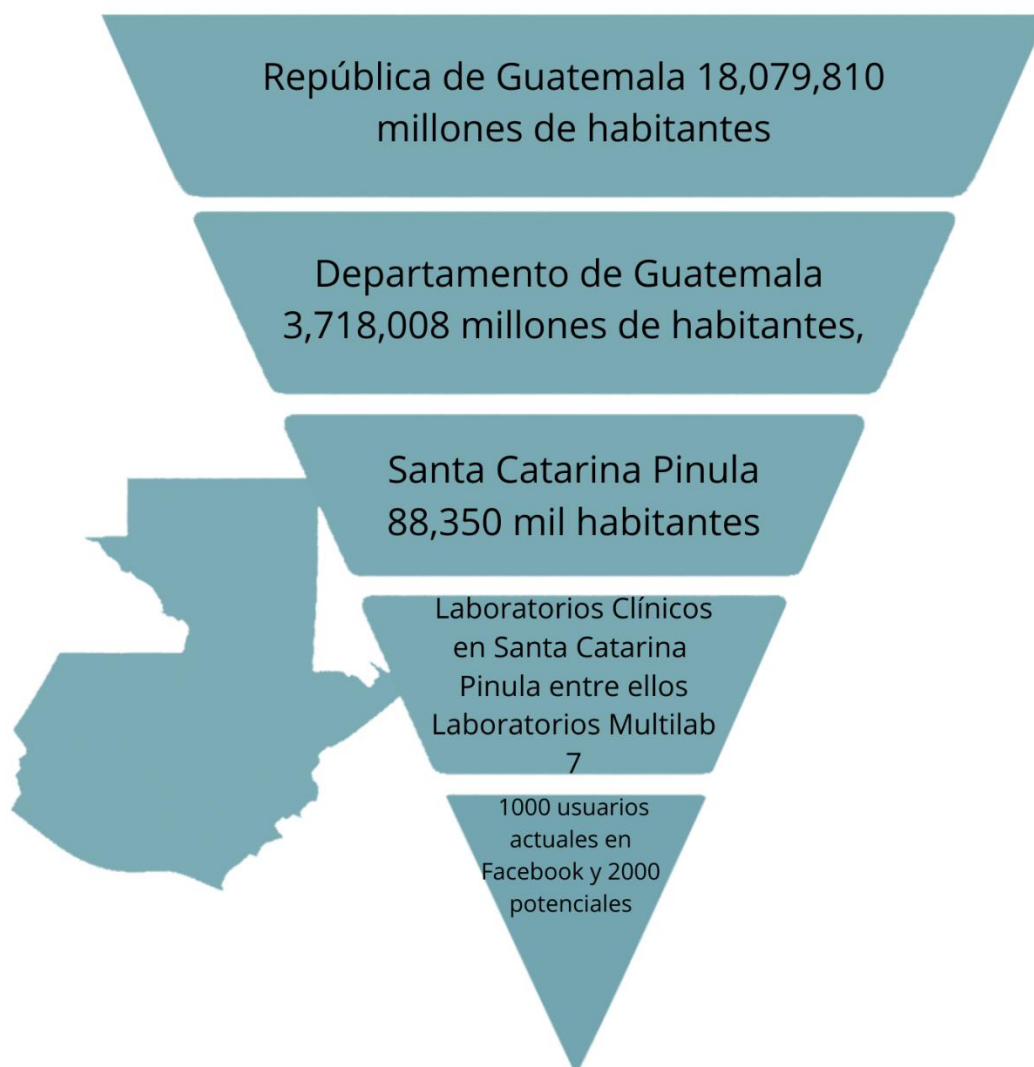 República de Guatemala 18,079,810
millones de habitantes
Departamento de Guatemala
3,718,008 millones de habitantes,
Santa Catarina Pinula
88,350 mil habitantes
Laboratorios Clínicos
en Santa Catarina
Pinula entre ellos
Laboratorios Multilab
7
1000 usuarios
actuales en
Facebook y 2000
potenciales